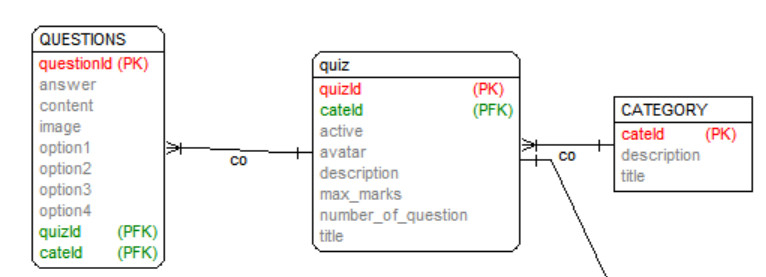 QUESTIONS
questionId (PK)
answer
content
image
option1
option2
option3
option4
quizId (PFK)
cateId (PFK)
co
quiz
quizId (PK)
cateId (PFK)
active
avatar
description
max_marks
number_of_question
title
co
CATEGORY
cateId (PK)
description
title